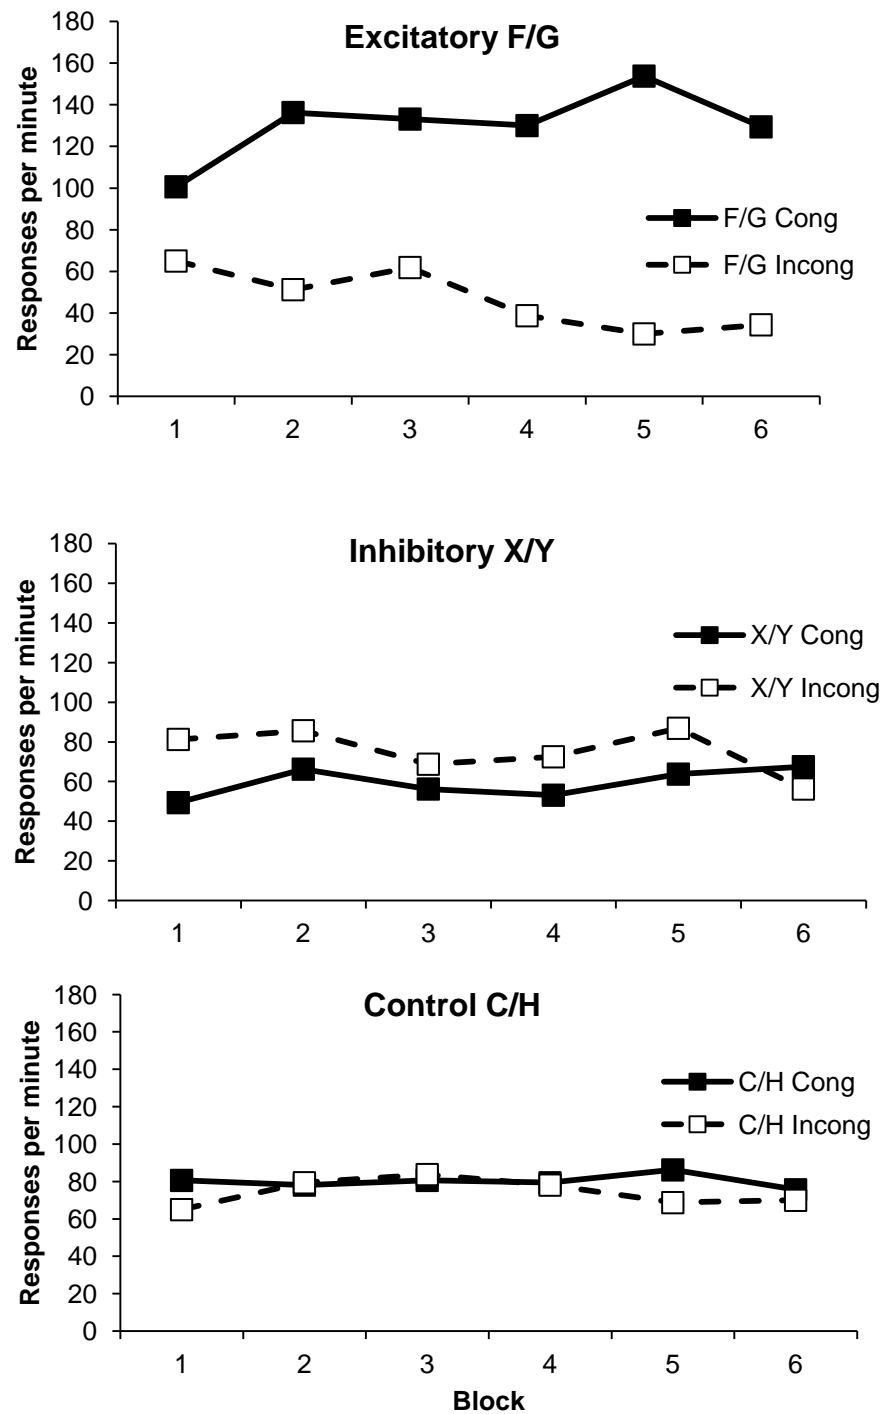 Excitatory F/G
Responses per minute
180
160
140
120
100
80
60
40
20
0
F/G Cong
F/G Incong
1 2 3 4 5 6
Inhibitory X/Y
Responses per minute
180
160
140
120
100
80
60
40
20
0
X/Y Cong
X/Y Incong
1 2 3 4 5 6
Control C/H
Responses per minute
180
160
140
120
100
80
60
40
20
0
C/H Cong
C/H Incong
1 2 3 4 5 6
Block